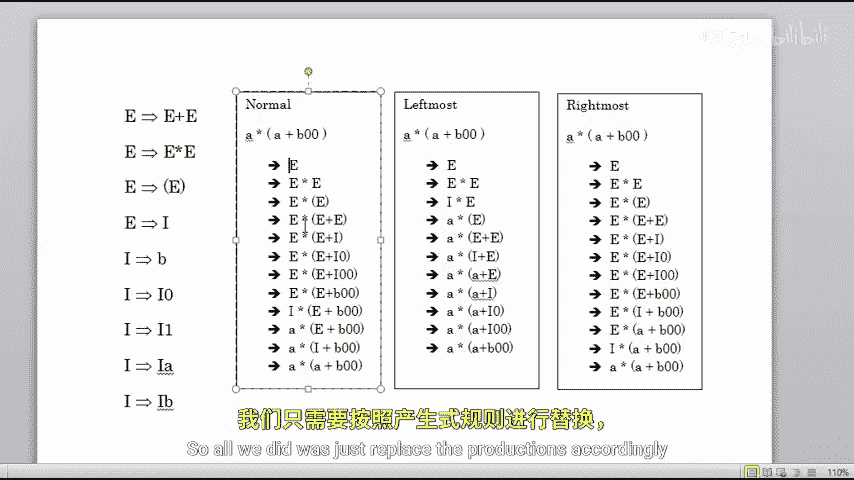 bilibili
E ⇒ E+E
E ⇒ E*E
E ⇒ (E)
E ⇒ I
I ⇒ b
I ⇒ I0
I ⇒ I1
I ⇒ Ia
I ⇒ Ib
Normal
a * ( a + b00 )
➔ E
➔ E * E
➔ E * (E)
➔ E * (E+E)
➔ E * (E+I)
➔ E * (E+I0)
➔ E * (E+I00)
➔ E * (E+b00)
➔ I * (E + b00)
➔ a * (E + b00)
➔ a * (I + b00)
➔ a * (a + b00)
Leftmost
a * ( a + b00 )
➔ E
➔ E * E
➔ I * E
➔ a * (E)
➔ a * (E+E)
➔ a * (I+E)
➔ a * (a+E)
➔ a * (a+I)
➔ a * (a+I0)
➔ a * (a+I00)
➔ a * (a+b00)
Rightmost
a * ( a + b00 )
➔ E
➔ E * E
➔ E * (E)
➔ E * (E+E)
➔ E * (E+I)
➔ E * (E+I0)
➔ E * (E+I00)
➔ E * (E+b00)
➔ E * (I + b00)
➔ E * (a + b00)
➔ I * (a + b00)
➔ a * (a + b00)
我们只需要按照产生式规则进行替换，
So all we did was just replace the productions accordingly
110%